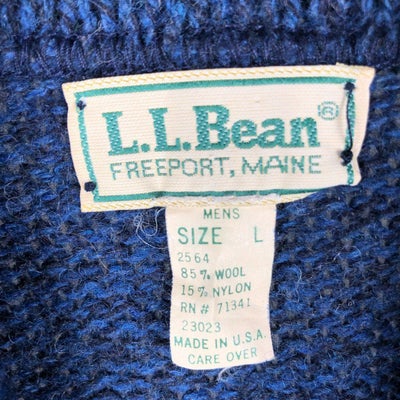 L.L.Bean®
FREEPORT, MAINE
MENS
SIZE L
2564
85% WOOL
15% NYLON
RN# 71341
23023
MADE IN U.S.A.
CARE OVER